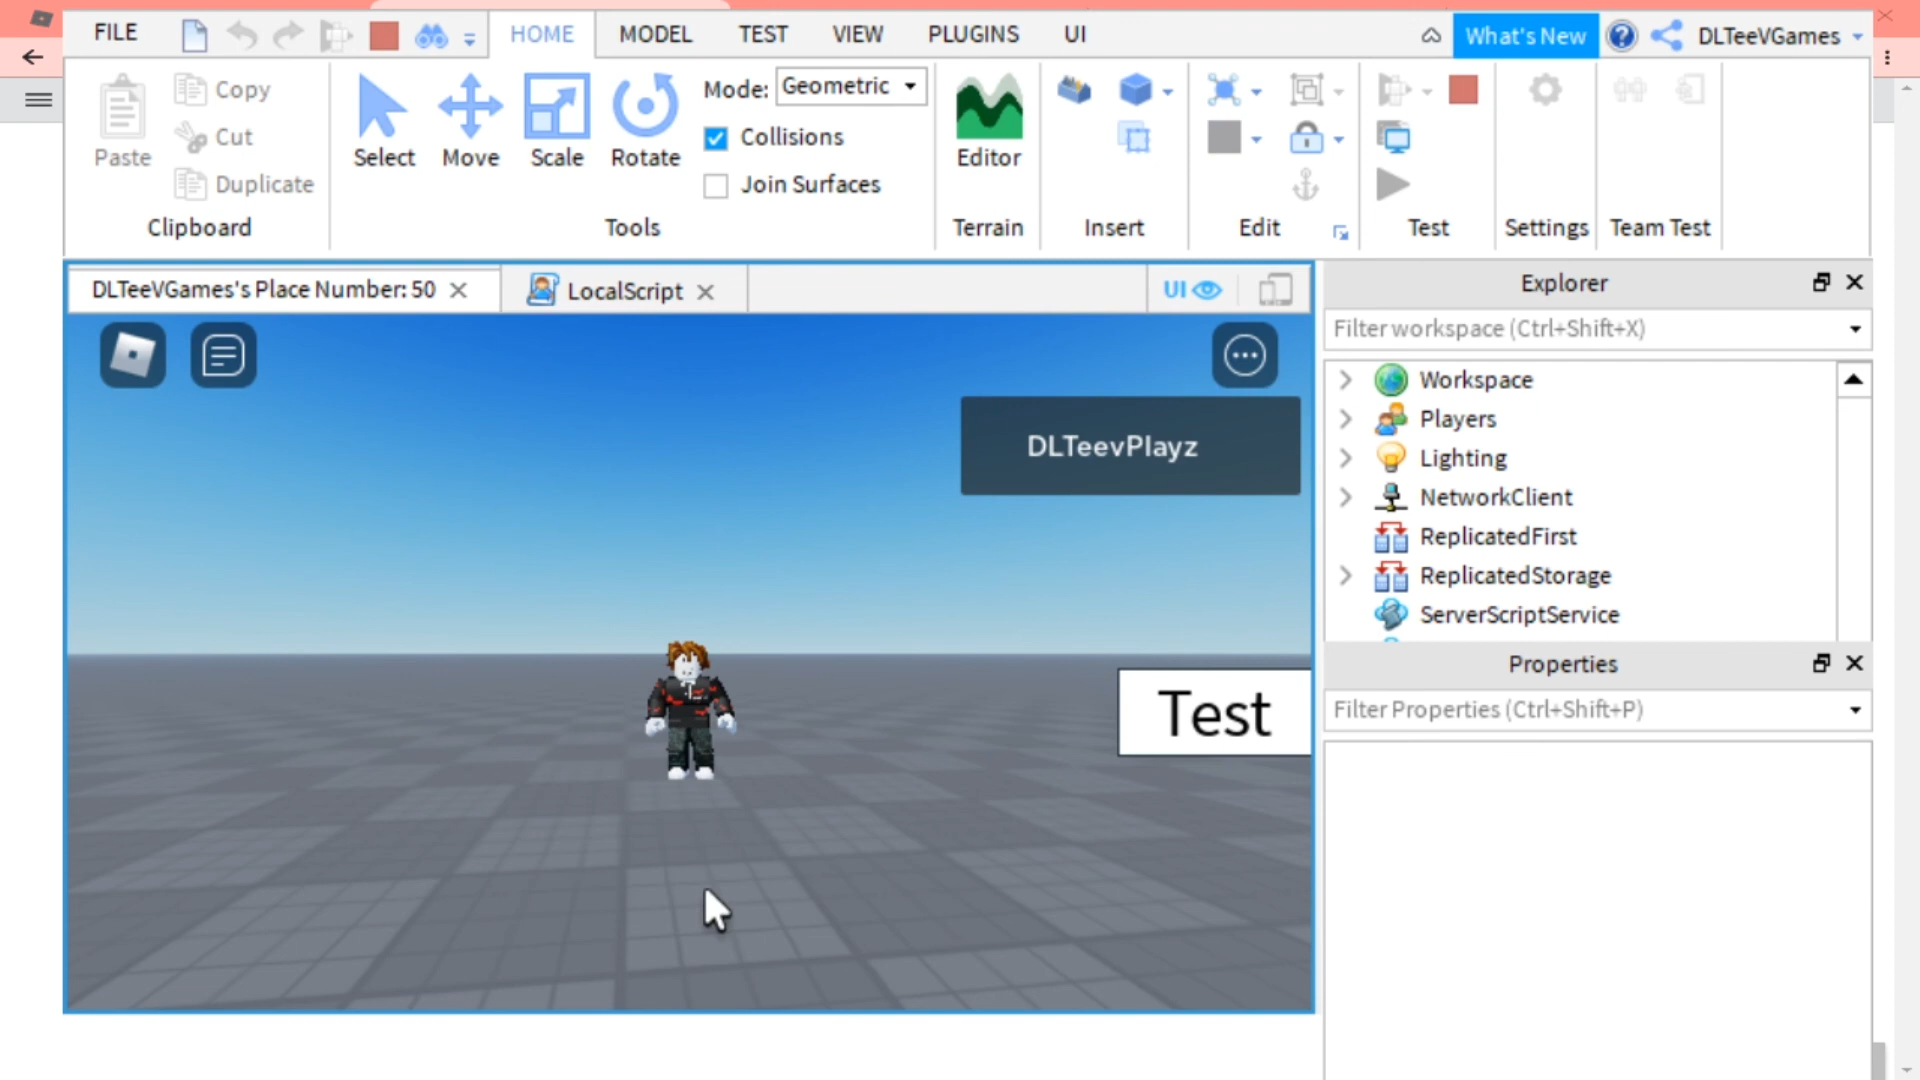 FILE
HOME
MODEL
TEST
VIEW
PLUGINS
UI
What's New
DLTeeVGames
Paste
Copy
Cut
Duplicate
Clipboard
Select
Move
Scale
Rotate
Mode: Geometric
Collisions
Join Surfaces
Tools
Editor
Terrain
Insert
Edit
Test
Settings
Team Test
DLTeeVGames's Place Number: 50
LocalScript
UI
DLTeevPlayz
Test
Explorer
Filter workspace (Ctrl+Shift+X)
Workspace
Players
Lighting
NetworkClient
ReplicatedFirst
ReplicatedStorage
ServerScriptService
Properties
Filter Properties (Ctrl+Shift+P)